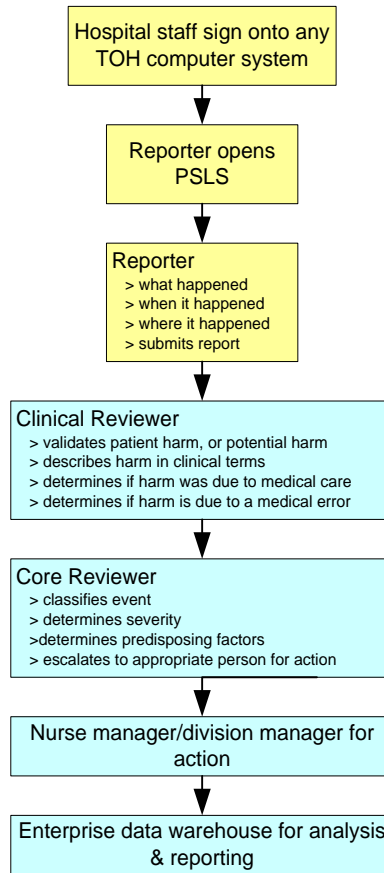 Hospital staff sign onto any
TOH computer system
Reporter opens
PSLS
Reporter
> what happened
> when it happened
> where it happened
> submits report
Clinical Reviewer
> validates patient harm, or potential harm
> describes harm in clinical terms
> determines if harm was due to medical care
> determines if harm is due to a medical error
Core Reviewer
> classifies event
> determines severity
>determines predisposing factors
> escalates to appropriate person for action
Nurse manager/division manager for
action
Enterprise data warehouse for analysis
& reporting